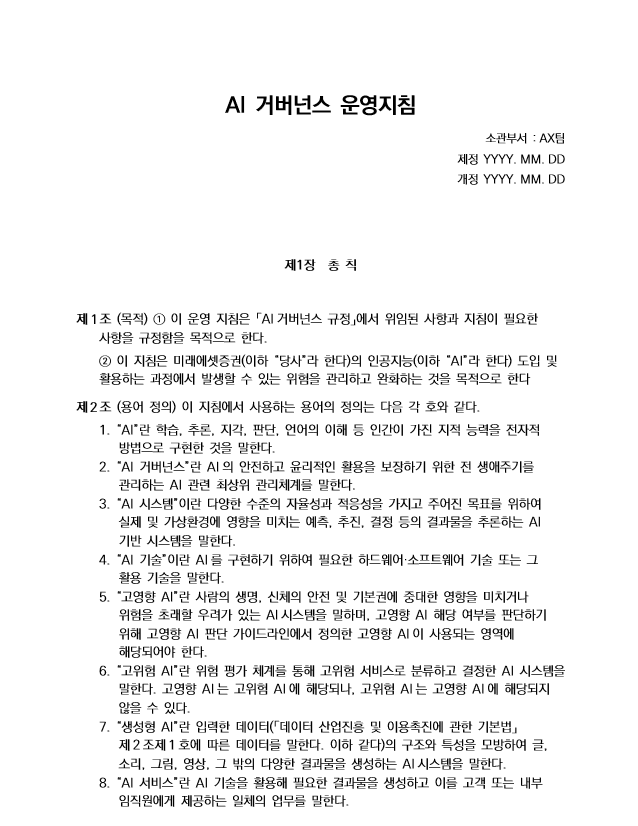 AI 거버넌스 운영지침
소관부서 : AX팀
제정 YYYY. MM. DD
개정 YYYY. MM. DD
제1장 총 칙
제1조 (목적) ① 이 운영 지침은 「AI 거버넌스 규정」에서 위임된 사항과 지침이 필요한
사항을 규정함을 목적으로 한다.
② 이 지침은 미래에셋증권(이하 "당사"라 한다)의 인공지능(이하 "AI"라 한다) 도입 및
활용하는 과정에서 발생할 수 있는 위험을 관리하고 완화하는 것을 목적으로 한다
제2조 (용어 정의) 이 지침에서 사용하는 용어의 정의는 다음 각 호와 같다.
1. "AI"란 학습, 추론, 지각, 판단, 언어의 이해 등 인간이 가진 지적 능력을 전자적
방법으로 구현한 것을 말한다.
2. "AI 거버넌스"란 AI의 안전하고 윤리적인 활용을 보장하기 위한 전 생애주기를
관리하는 AI 관련 최상위 관리체계를 말한다.
3. "AI 시스템"이란 다양한 수준의 자율성과 적응성을 가지고 주어진 목표를 위하여
실제 및 가상환경에 영향을 미치는 예측, 추진, 결정 등의 결과물을 추론하는 AI
기반 시스템을 말한다.
4. "AI 기술"이란 AI를 구현하기 위하여 필요한 하드웨어·소프트웨어 기술 또는 그
활용 기술을 말한다.
5. "고영향 AI"란 사람의 생명, 신체의 안전 및 기본권에 중대한 영향을 미치거나
위험을 초래할 우려가 있는 AI시스템을 말하며, 고영향 AI 해당 여부를 판단하기
위해 고영향 AI 판단 가이드라인에서 정의한 고영향 AI이 사용되는 영역에
해당되어야 한다.
6. "고위험 AI"란 위험 평가 체계를 통해 고위험 서비스로 분류하고 결정한 AI 시스템을
말한다. 고영향 AI는 고위험 AI에 해당되나, 고위험 AI는 고영향 AI에 해당되지
않을 수 있다.
7. "생성형 AI"란 입력한 데이터(「데이터 산업진흥 및 이용촉진에 관한 기본법」
제2조제1호에 따른 데이터를 말한다. 이하 같다)의 구조와 특성을 모방하여 글,
소리, 그림, 영상, 그 밖의 다양한 결과물을 생성하는 AI시스템을 말한다.
8. "AI 서비스"란 AI 기술을 활용해 필요한 결과물을 생성하고 이를 고객 또는 내부
임직원에게 제공하는 일체의 업무를 말한다.